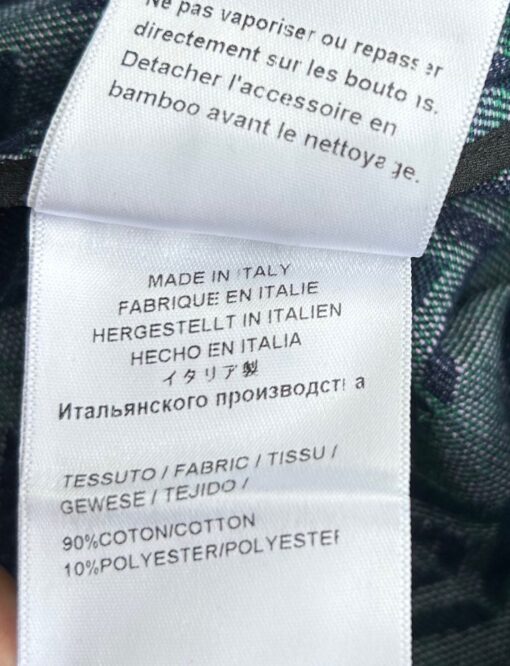 Ne pas vaporiser ou repasser
directement sur les boutons.
Detacher l'accessoire en
bamboo avant le nettoyage.
MADE IN ITALY
FABRIQUE EN ITALIE
HERGESTELLT IN ITALIEN
HECHO EN ITALIA
イタリア製
Итальянского производства
TESSUTO / FABRIC / TISSU /
GEWESE / TEJIDO /
90%COTON/COTTON
10%POLYESTER/POLYESTER